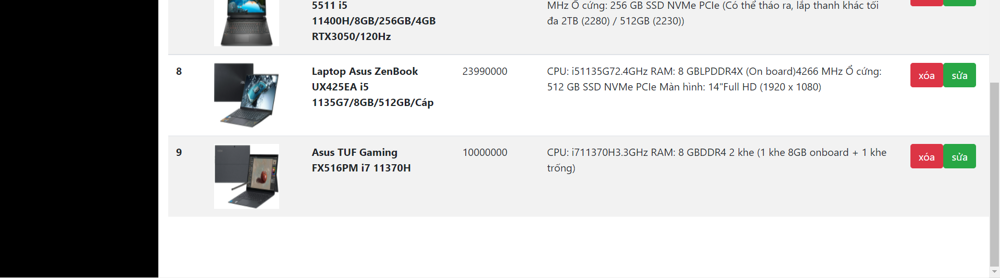 5511 i5
11400H/8GB/256GB/4GB
RTX3050/120Hz
MHz Ổ cứng: 256 GB SSD NVMe PCIe (Có thể tháo ra, lắp thanh khác tối
đa 2TB (2280) / 512GB (2230))
8
Laptop Asus ZenBook
UX425EA i5
1135G7/8GB/512GB/Cáp
23990000
CPU: i51135G72.4GHz RAM: 8 GBLPDDR4X (On board)4266 MHz Ổ cứng:
512 GB SSD NVMe PCIe Màn hình: 14"Full HD (1920 x 1080)
xóa
sửa
9
Asus TUF Gaming
FX516PM i7 11370H
10000000
CPU: i711370H3.3GHz RAM: 8 GBDDR4 2 khe (1 khe 8GB onboard + 1 khe
trống)
xóa
sửa